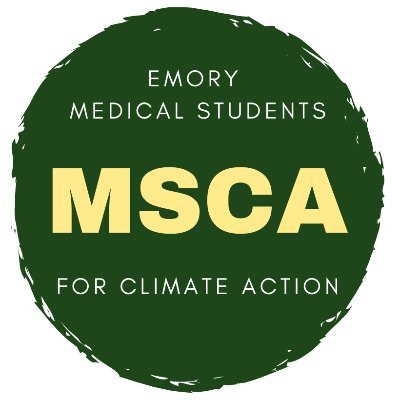 EMORY
MEDICAL STUDENTS
MSCA
FOR CLIMATE ACTION